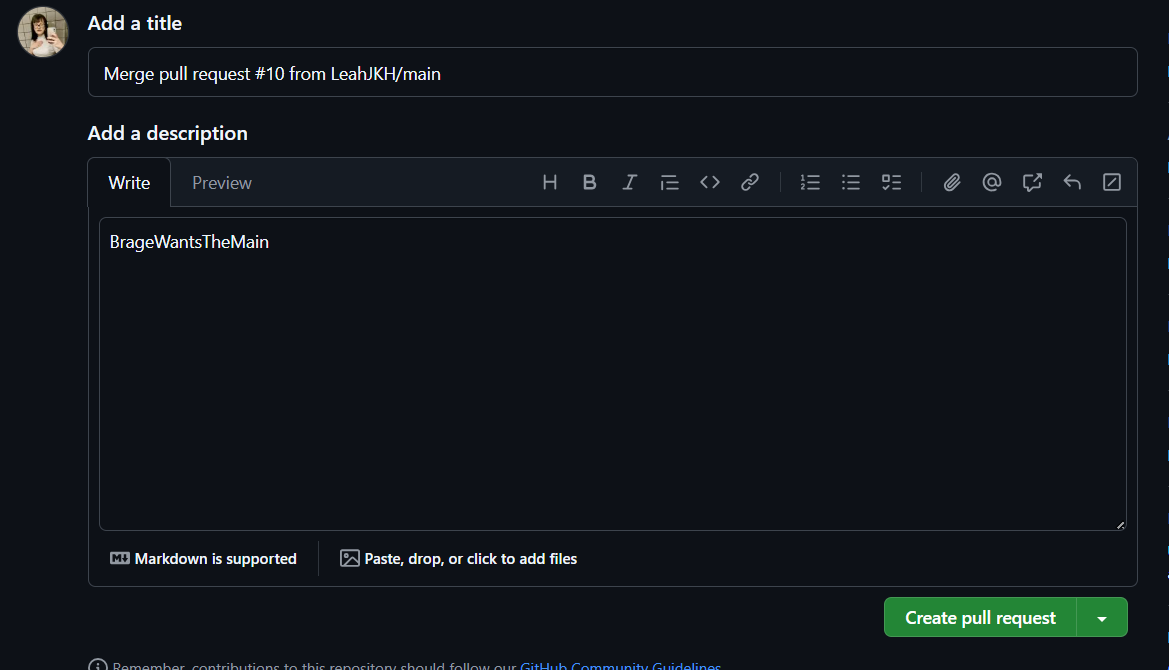 Add a title
Merge pull request #10 from LeahJKH/main
Add a description
Write Preview
BrageWantsTheMain
Markdown is supported
Paste, drop, or click to add files
Create pull request
Remember, contributions to this repository should follow our GitHub Community Guidelines